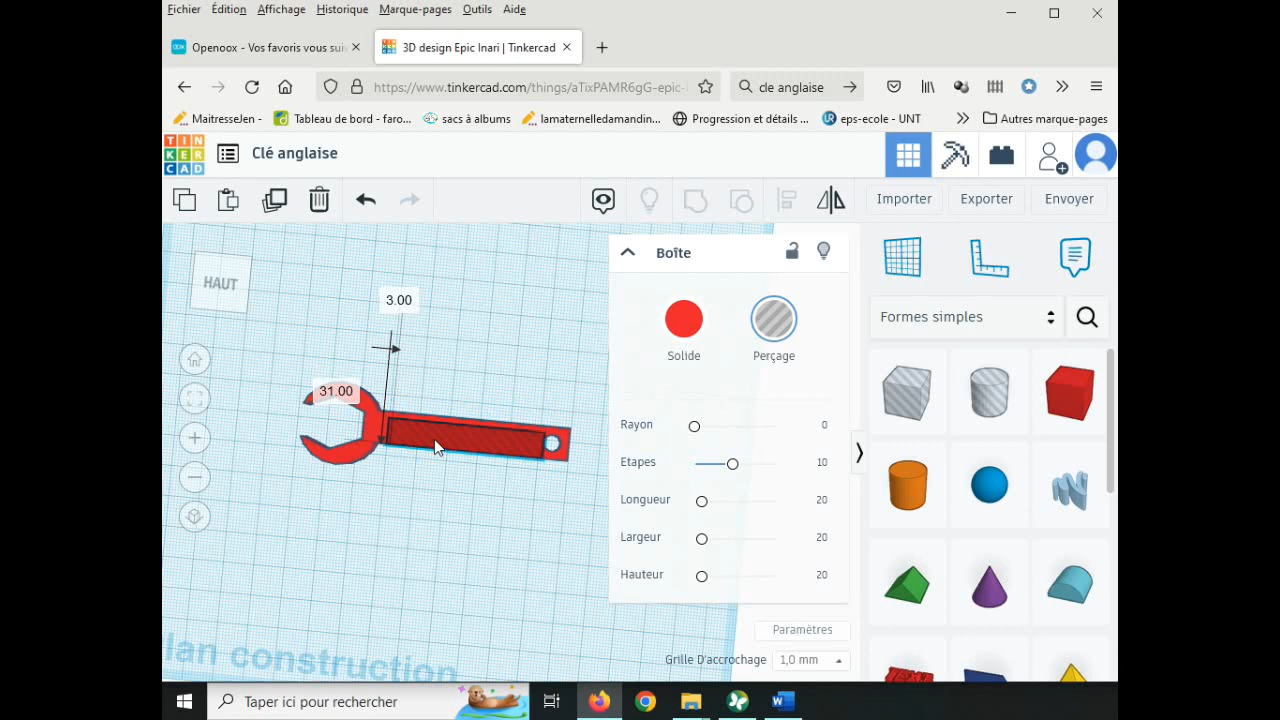 Fichier Édition Affichage Historique Marque-pages Outils Aide
Openoox - Vos favoris vous suiv
3D design Epic Inari | Tinkercad
https://www.tinkercad.com/things/aTixPAMR6gG-epic-i
cle anglaise
Maitresselen - Tableau de bord - faro... sacs à albums lamaternelledamandin... Progression et détails ... eps-ecole - UNT Autres marque-pages
TIN
KER
CAD
Clé anglaise
Importer Exporter Envoyer
HAUT
3.00
31.00
Boîte
Solide Perçage
Rayon 0
Etapes 10
Longueur 20
Largeur 20
Hauteur 20
Paramètres
Grille D'accrochage 1,0 mm
Formes simples
lan construction
Taper ici pour rechercher